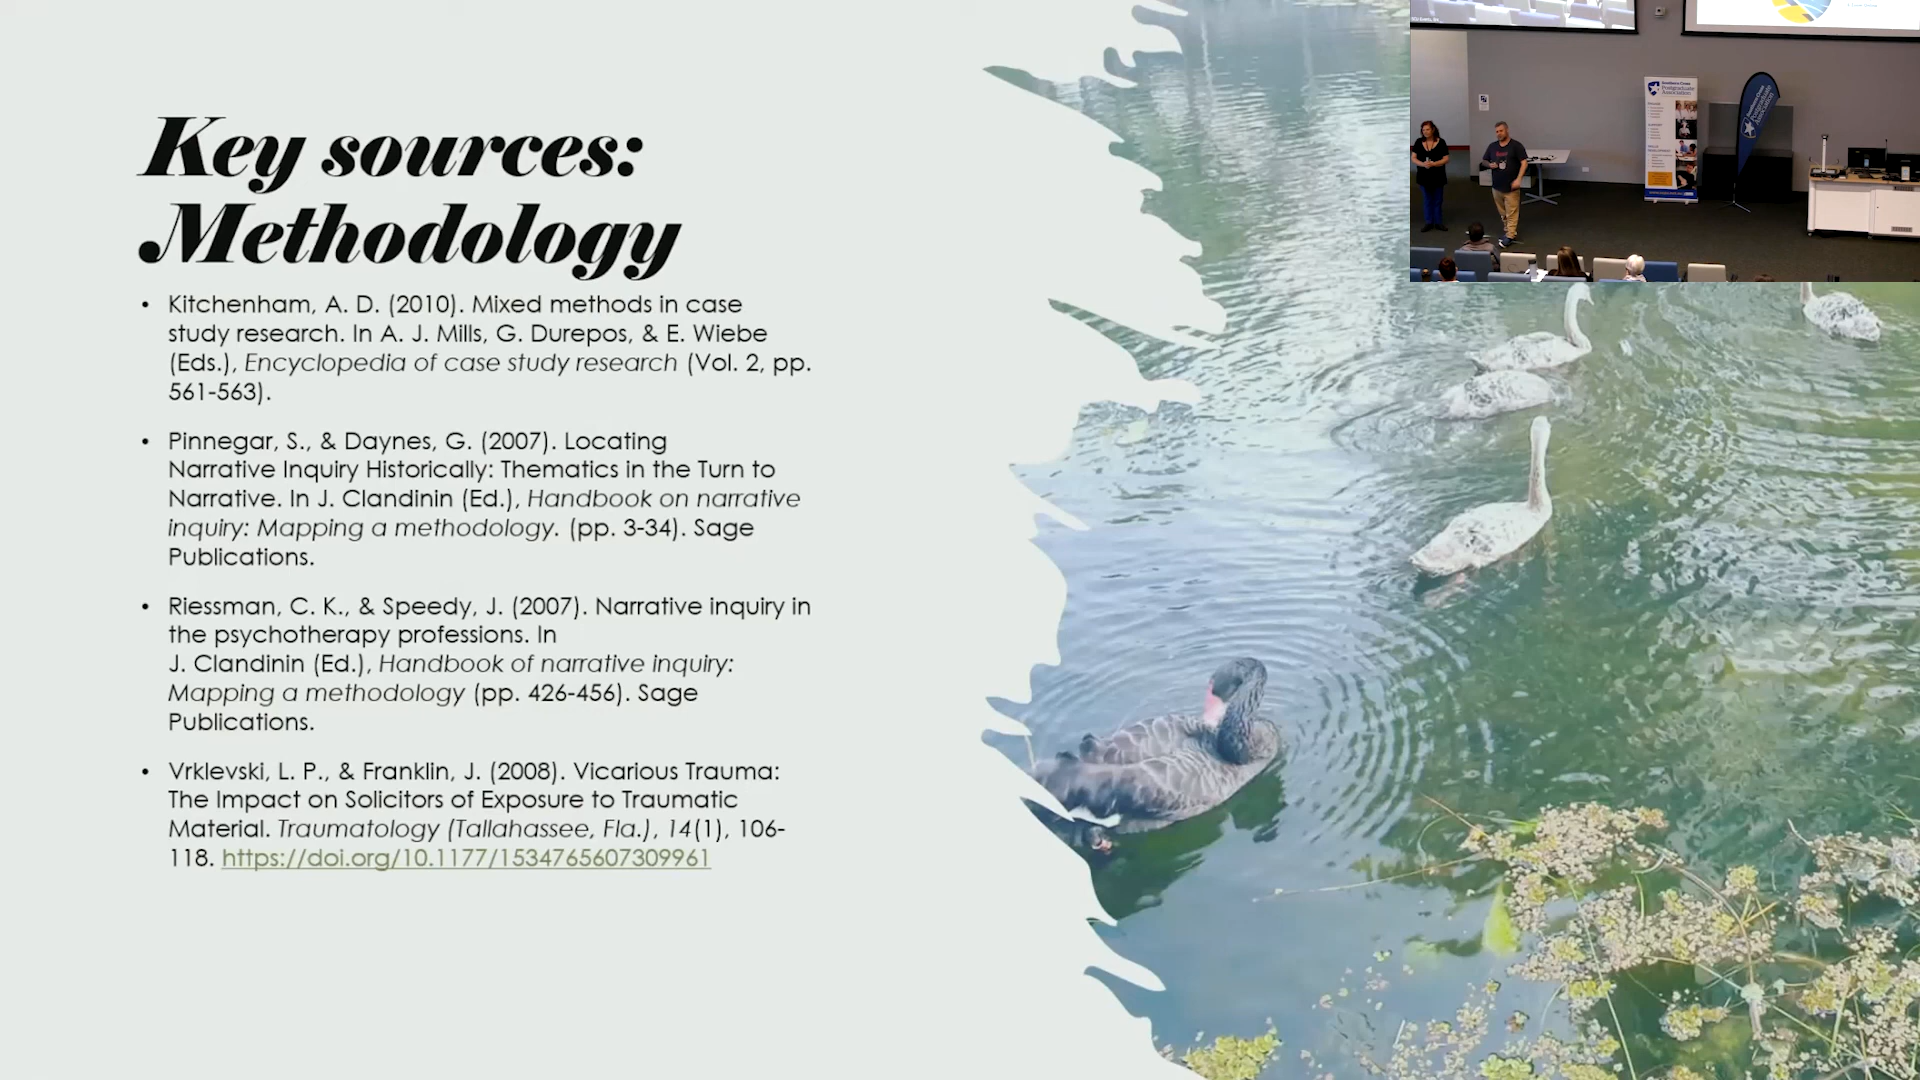 Key sources:
Methodology
• Kitchenham, A. D. (2010). Mixed methods in case
study research. In A. J. Mills, G. Durepos, & E. Wiebe
(Eds.), Encyclopedia of case study research (Vol. 2, pp.
561-563).
• Pinnegar, S., & Daynes, G. (2007). Locating
Narrative Inquiry Historically: Thematics in the Turn to
Narrative. In J. Clandinin (Ed.), Handbook on narrative
inquiry: Mapping a methodology. (pp. 3-34). Sage
Publications.
• Riessman, C. K., & Speedy, J. (2007). Narrative inquiry in
the psychotherapy professions. In
J. Clandinin (Ed.), Handbook of narrative inquiry:
Mapping a methodology (pp. 426-456). Sage
Publications.
• Vrklevski, L. P., & Franklin, J. (2008). Vicarious Trauma:
The Impact on Solicitors of Exposure to Traumatic
Material. Traumatology (Tallahassee, Fla.), 14(1), 106-
118. https://doi.org/10.1177/1534765607309961
Postgraduate
Association